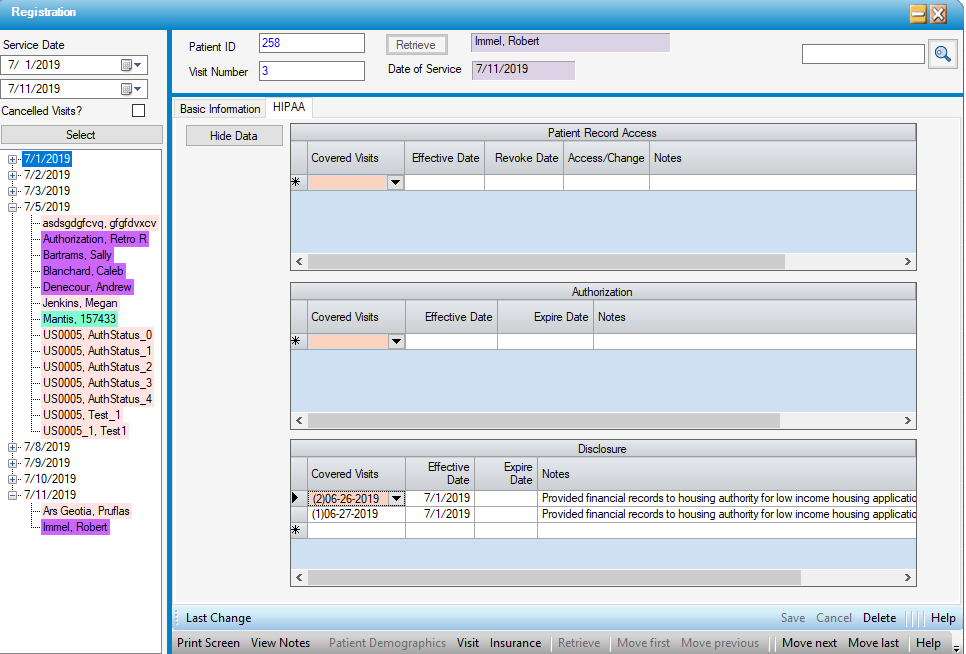 Registration
Service Date
7/ 1/2019
7/11/2019
Cancelled Visits?
Select
7/1/2019
7/2/2019
7/3/2019
7/5/2019
asdsgdgfcvq, gfgfdvxcv
Authorization, Retro R
Bartrams, Sally
Blanchard, Caleb
Denecour, Andrew
Jenkins, Megan
Mantis, 157433
US0005, AuthStatus_0
US0005, AuthStatus_1
US0005, AuthStatus_2
US0005, AuthStatus_3
US0005, AuthStatus_4
US0005, Test_1
US0005_1, Test1
7/8/2019
7/9/2019
7/10/2019
7/11/2019
Ars Geotia, Pruflas
Immel, Robert
Patient ID 258 Retrieve Immel, Robert
Visit Number 3 Date of Service 7/11/2019
Basic Information HIPAA
Hide Data
Patient Record Access
Covered Visits Effective Date Revoke Date Access/Change Notes
Authorization
Covered Visits Effective Date Expire Date Notes
Disclosure
Covered Visits Effective Date Expire Date Notes
(2)06-26-2019 7/1/2019 Provided financial records to housing authority for low income housing applicatio
(1)06-27-2019 7/1/2019 Provided financial records to housing authority for low income housing applicatio
Last Change Save Cancel Delete Help
Print Screen View Notes Patient Demographics Visit Insurance Retrieve Move first Move previous Move next Move last Help